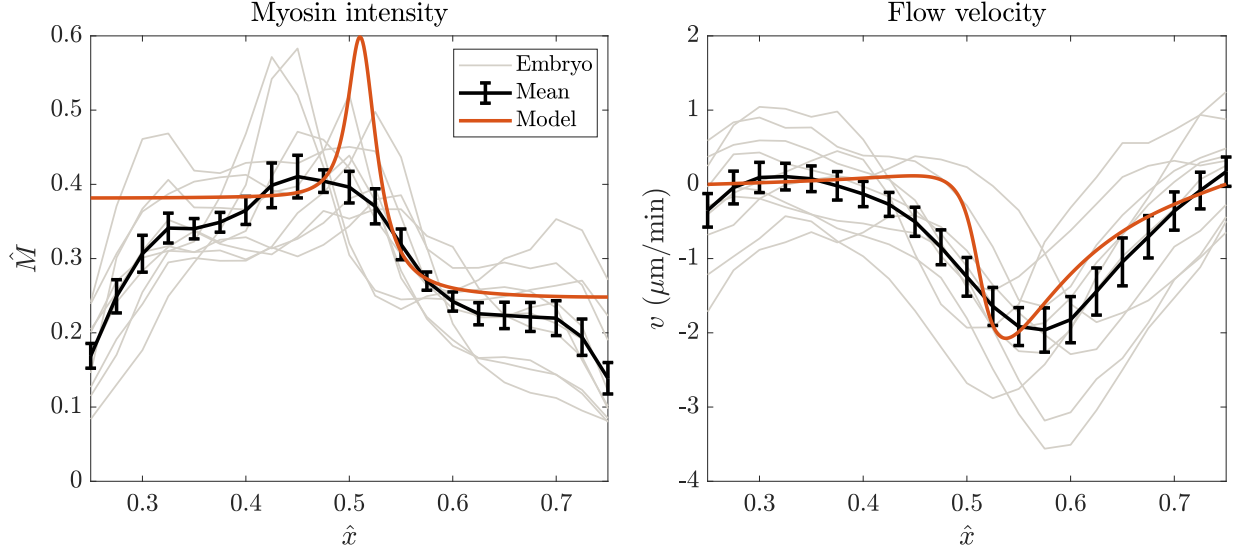 Myosin intensity
0.6
0.5
0.4
0.3
0.2
0.1
0
M̂
Embryo
Mean
Model
0.3
0.4
0.5
0.6
0.7
x̂
Flow velocity
2
1
0
-1
-2
-3
-4
v (μm/min)
0.3
0.4
0.5
0.6
0.7
x̂